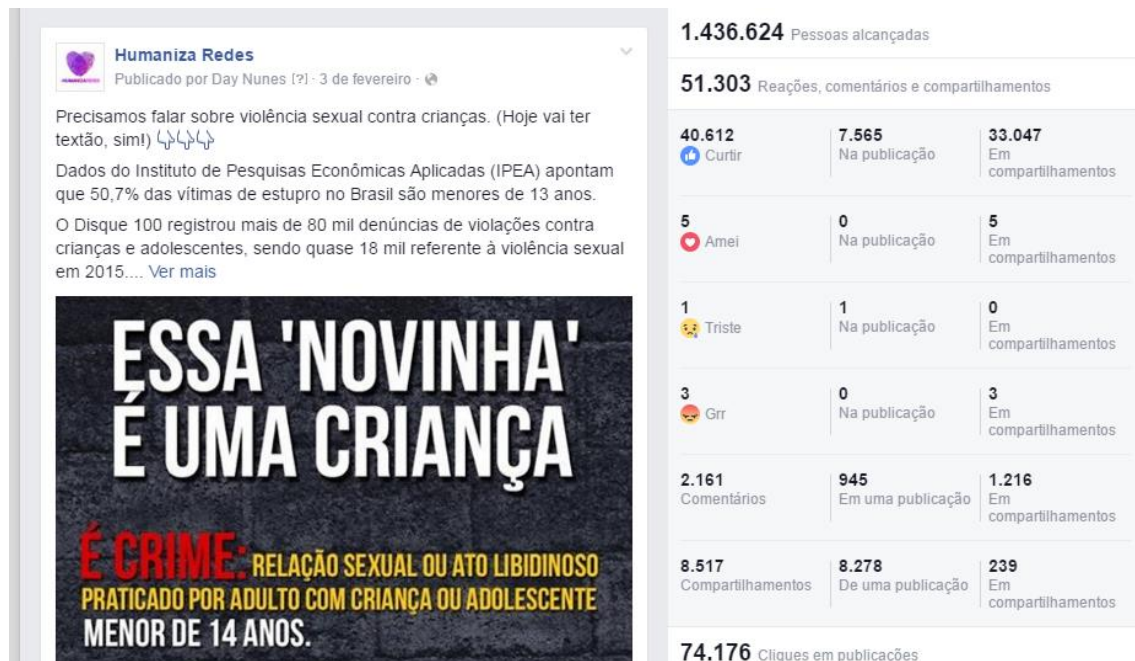 Humaniza Redes
Publicado por Day Nunes [?] · 3 de fevereiro ·
Precisamos falar sobre violência sexual contra crianças. (Hoje vai ter
textão, sim!)
Dados do Instituto de Pesquisas Econômicas Aplicadas (IPEA) apontam
que 50,7% das vítimas de estupro no Brasil são menores de 13 anos.
O Disque 100 registrou mais de 80 mil denúncias de violações contra
crianças e adolescentes, sendo quase 18 mil referente à violência sexual
em 2015.... Ver mais
ESSA 'NOVINHA'
É UMA CRIANÇA
É CRIME: RELAÇÃO SEXUAL OU ATO LIBIDINOSO
PRATICADO POR ADULTO COM CRIANÇA OU ADOLESCENTE
MENOR DE 14 ANOS.
1.436.624 Pessoas alcançadas
51.303 Reações, comentários e compartilhamentos
40.612 7.565 33.047
Curtir Na publicação Em
compartilhamentos
5 0 5
Amei Na publicação Em
compartilhamentos
1 1 0
Triste Na publicação Em
compartilhamentos
3 0 3
Grr Na publicação Em
compartilhamentos
2.161 945 1.216
Comentários Em uma publicação Em
compartilhamentos
8.517 8.278 239
Compartilhamentos De uma publicação Em
compartilhamentos
74.176 Cliques em publicações